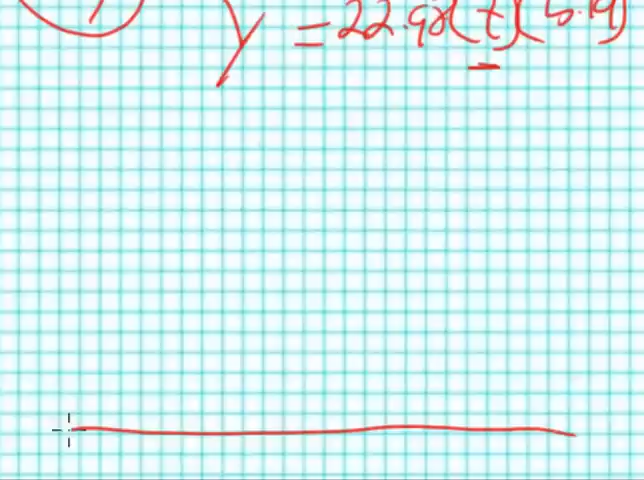 y = 22.98(t)(5.19)